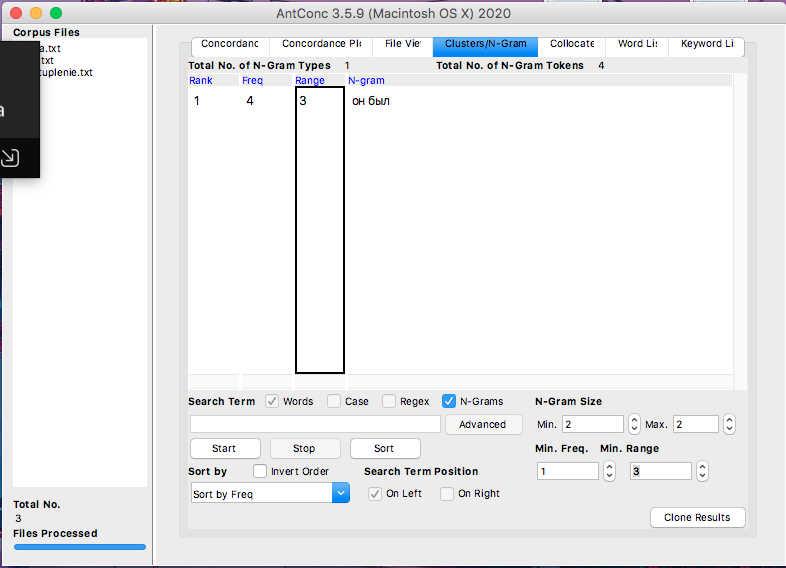 AntConc 3.5.9 (Macintosh OS X) 2020
Corpus Files
a.txt
.txt
tuplenie.txt
a
Total No.
3
Files Processed
Concordanc Concordance Plo File Viev Clusters/N-Gram Collocate Word Lis Keyword Li
Total No. of N-Gram Types 1 Total No. of N-Gram Tokens 4
Rank Freq Range N-gram
1 4 3 он был
Search Term Words Case Regex N-Grams N-Gram Size
Advanced Min. 2 Max. 2
Start Stop Sort Min. Freq. Min. Range
Sort by Invert Order Search Term Position 1 3
Sort by Freq On Left On Right
Clone Results